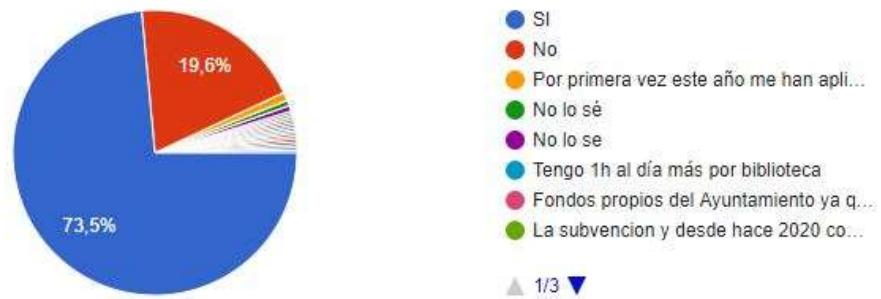 19,6%
73,5%
SI
No
Por primera vez este año me han apli...
No lo sé
No lo se
Tengo 1h al día más por biblioteca
Fondos propios del Ayuntamiento ya q...
La subvencion y desde hace 2020 co...
1/3